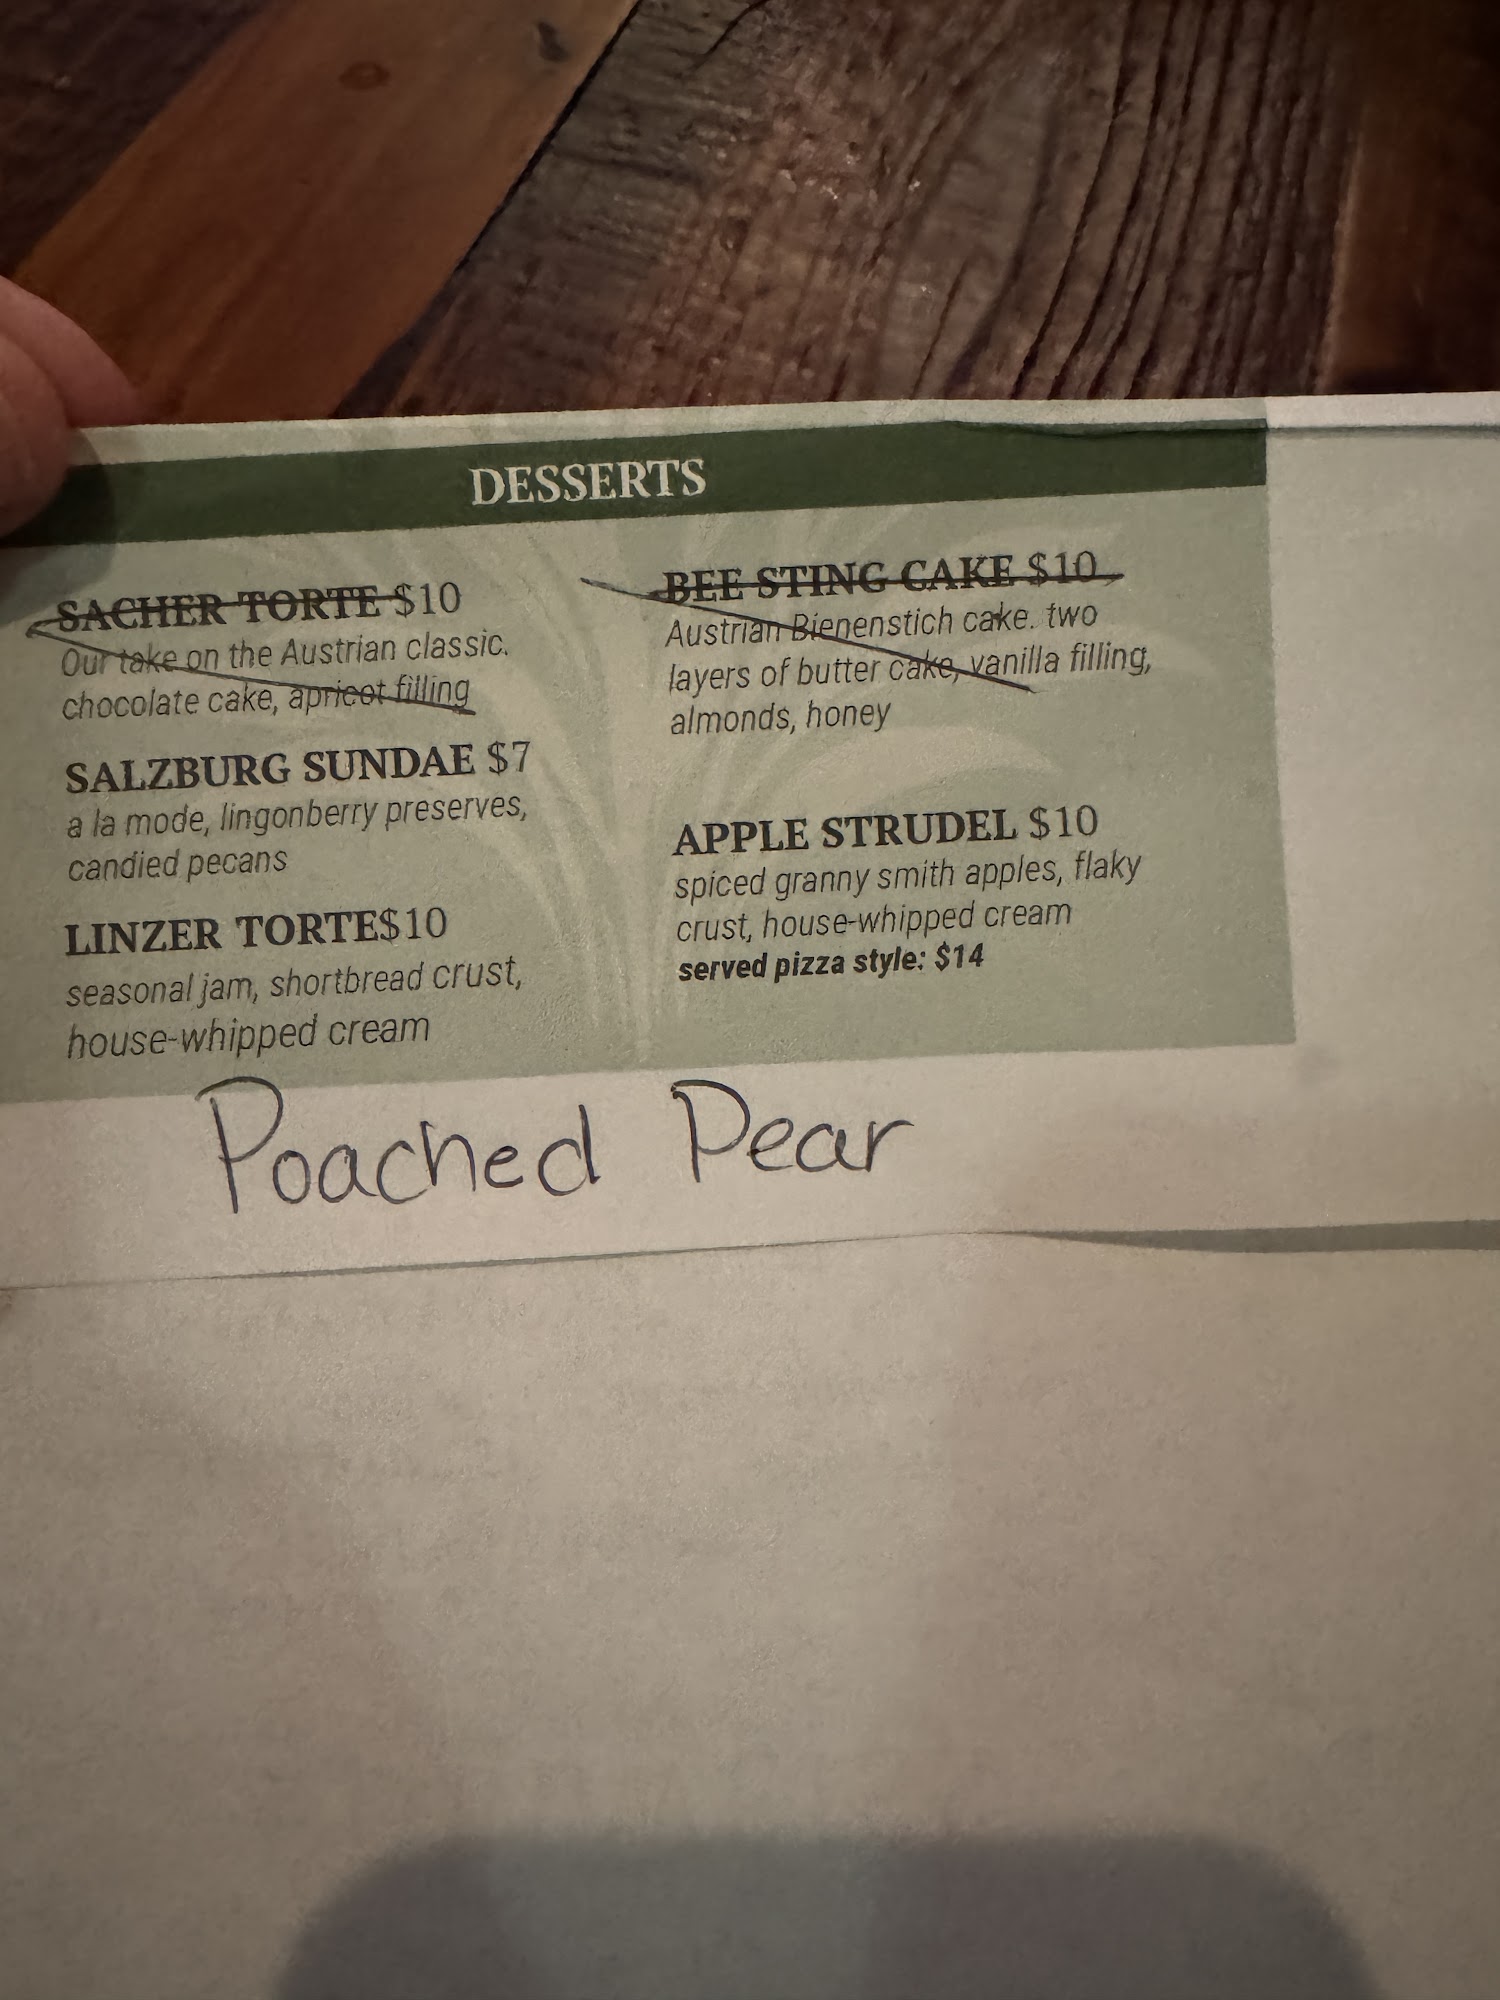 DESSERTS
SACHER TORTE $10
Our take on the Austrian classic.
chocolate cake, apricot filling
SALZBURG SUNDAE $7
a la mode, lingonberry preserves,
candied pecans
LINZER TORTE$10
seasonal jam, shortbread crust,
house-whipped cream
BEE STING CAKE $10
Austrian Bienenstich cake. two
layers of butter cake, vanilla filling,
almonds, honey
APPLE STRUDEL $10
spiced granny smith apples, flaky
crust, house-whipped cream
served pizza style: $14
Poached Pear